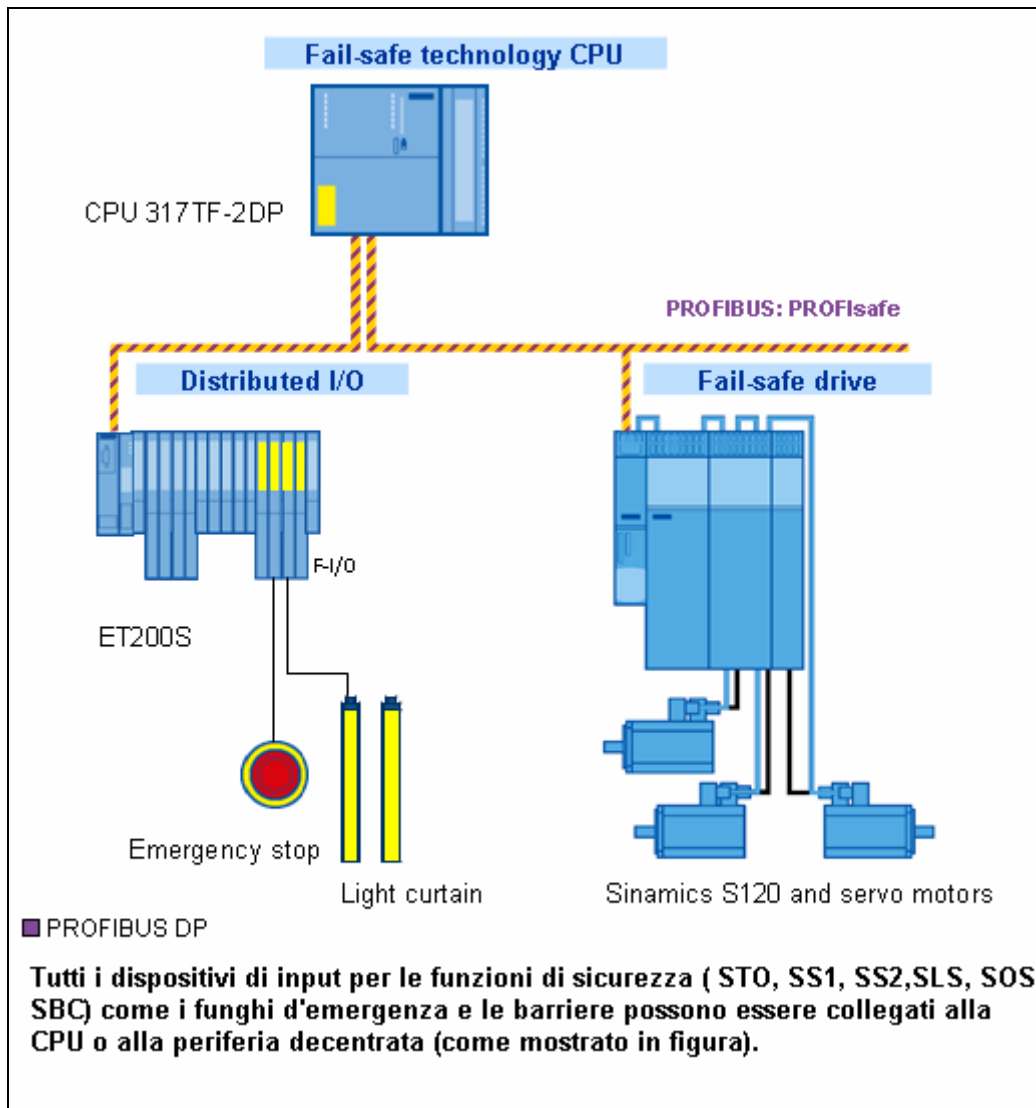 Fail-safe technology CPU
CPU 317TF-2DP
PROFIBUS: PROFIsafe
Distributed I/O
Fail-safe drive
F-I/O
ET200S
Emergency stop
Light curtain
Sinamics S120 and servo motors
PROFIBUS DP
Tutti i dispositivi di input per le funzioni di sicurezza ( STO, SS1, SS2,SLS, SOS
SBC) come i funghi d'emergenza e le barriere possono essere collegati alla
CPU o alla periferia decentrata (come mostrato in figura).